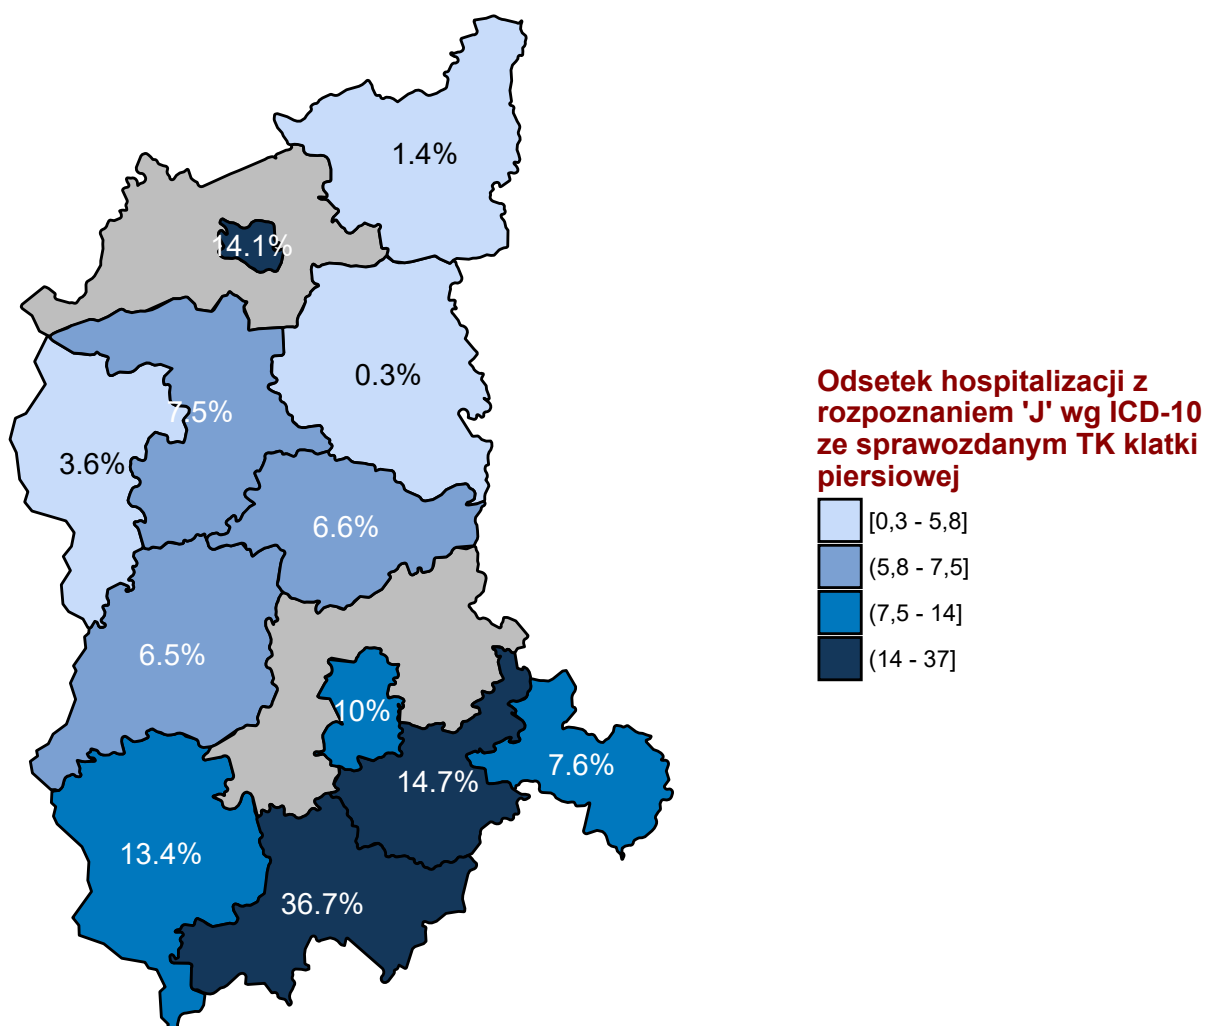 1.4%
14.1%
0.3%
7.5%
3.6%
6.6%
6.5%
10%
7.6%
14.7%
13.4%
36.7%
Odsetek hospitalizacji z
rozpoznaniem 'J' wg ICD-10
ze sprawozdanym TK klatki
piersiowej
[0,3 - 5,8]
(5,8 - 7,5]
(7,5 - 14]
(14 - 37]